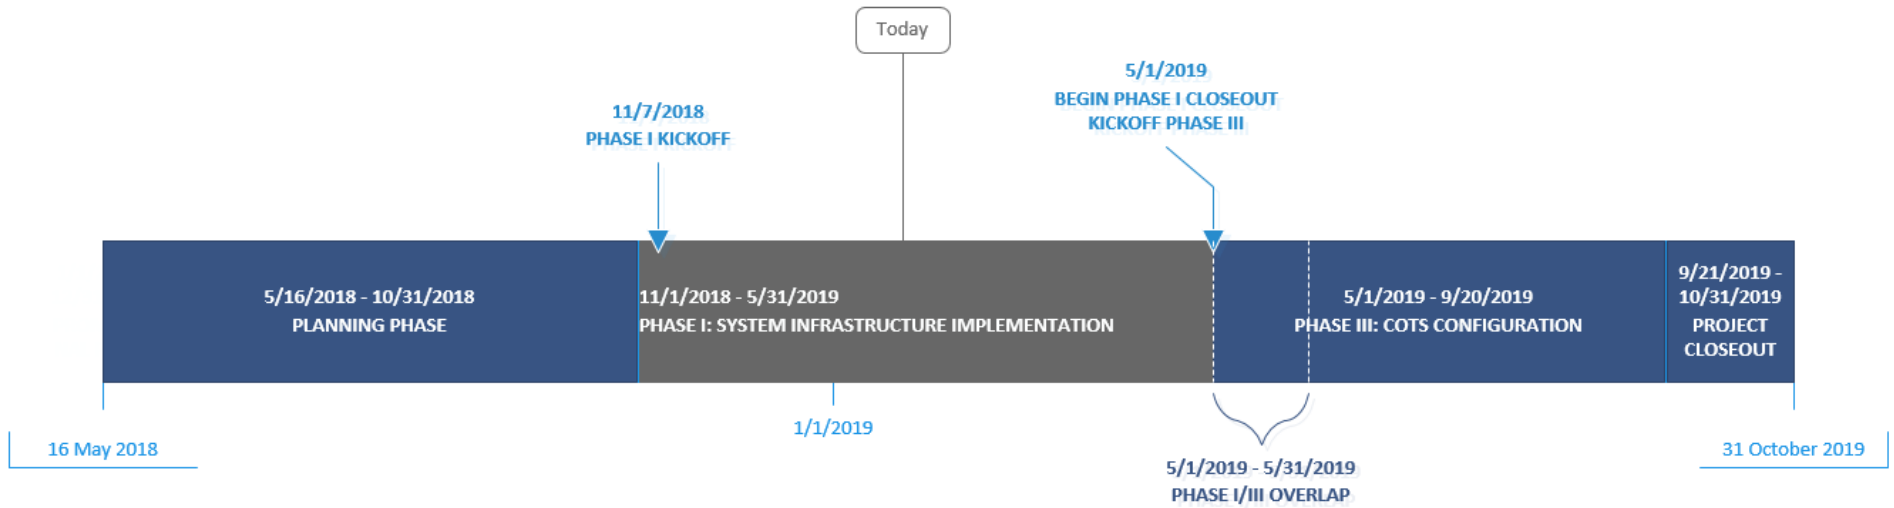 Today
5/1/2019
BEGIN PHASE I CLOSEOUT
KICKOFF PHASE III
11/7/2018
PHASE I KICKOFF
5/16/2018 - 10/31/2018
PLANNING PHASE
11/1/2018 - 5/31/2019
PHASE I: SYSTEM INFRASTRUCTURE IMPLEMENTATION
5/1/2019 - 9/20/2019
PHASE III: COTS CONFIGURATION
9/21/2019 -
10/31/2019
PROJECT
CLOSEOUT
1/1/2019
16 May 2018
31 October 2019
5/1/2019 - 5/31/2019
PHASE I/III OVERLAP